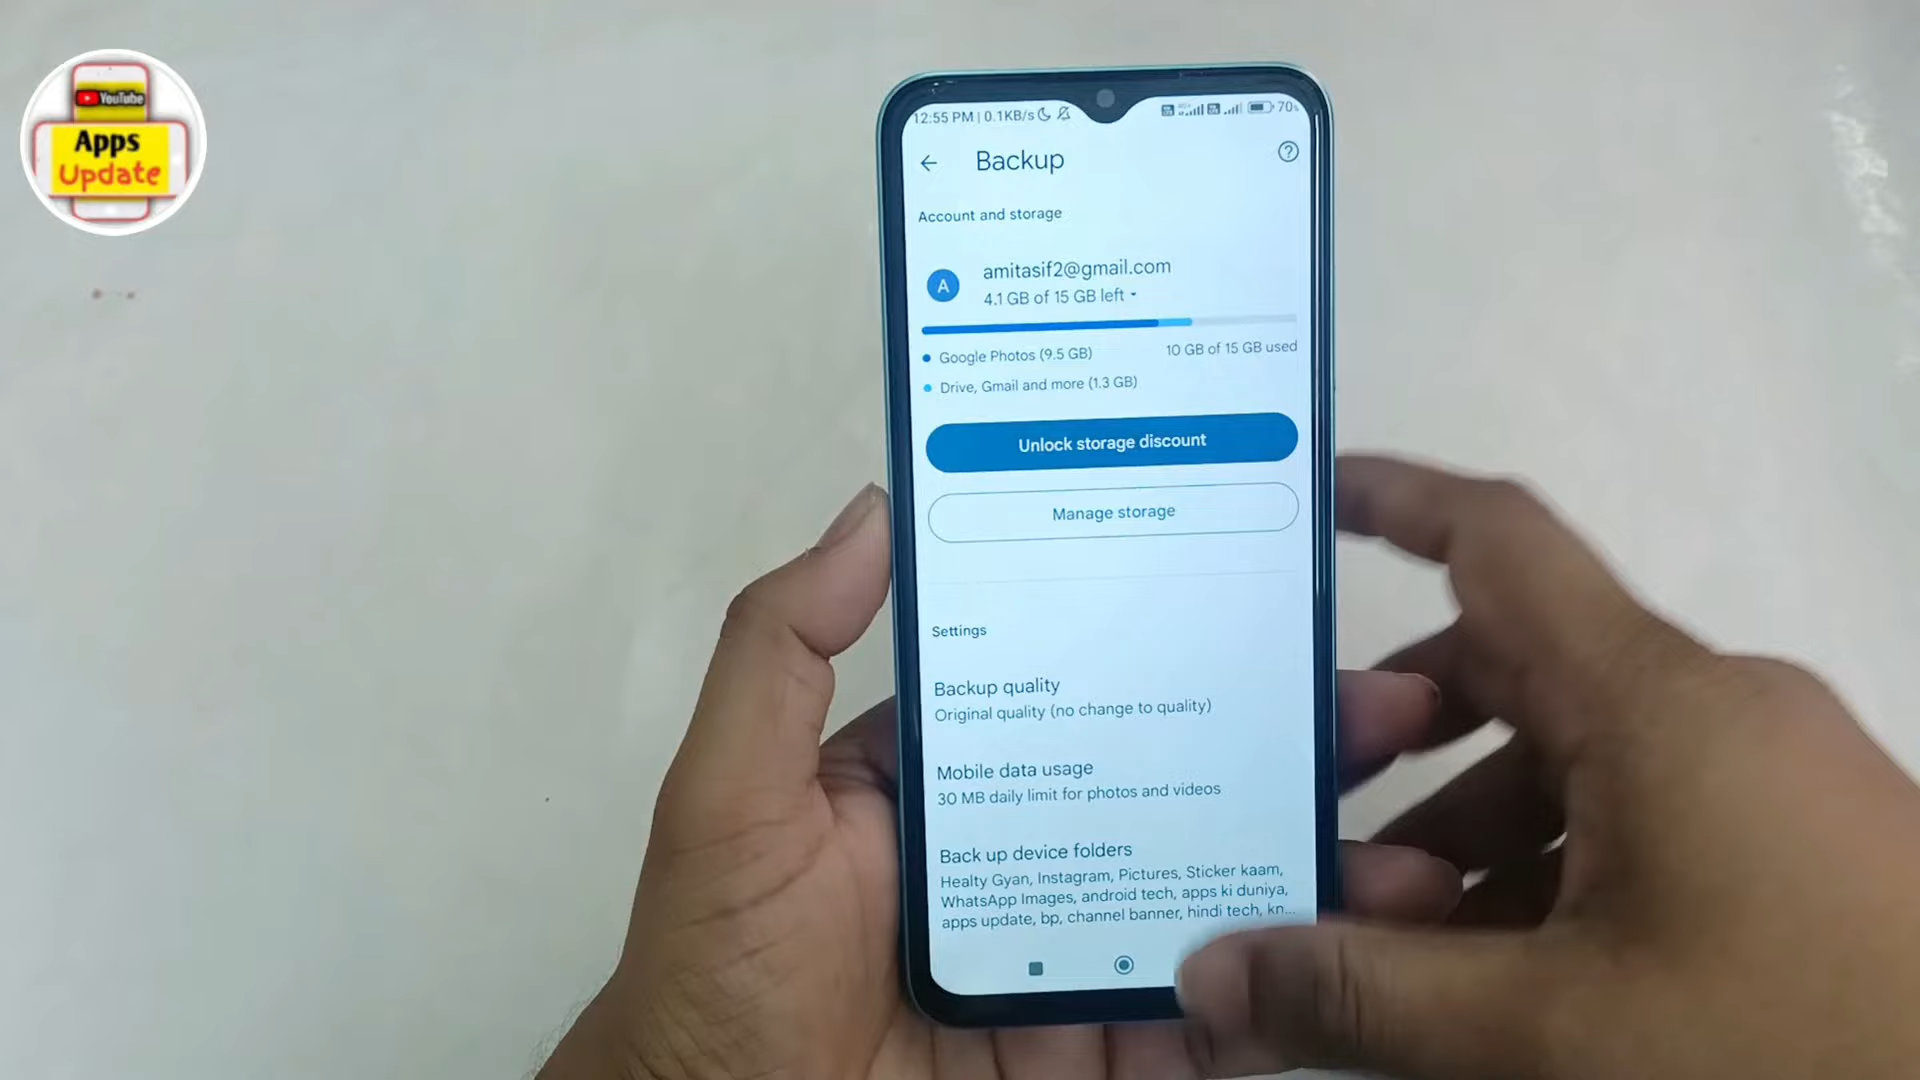 YouTube
Apps
Update
12:55 PM | 0.1KB/s
70%
Backup
Account and storage
A
amitasif2@gmail.com
4.1 GB of 15 GB left
Google Photos (9.5 GB)
10 GB of 15 GB used
Drive, Gmail and more (1.3 GB)
Unlock storage discount
Manage storage
Settings
Backup quality
Original quality (no change to quality)
Mobile data usage
30 MB daily limit for photos and videos
Back up device folders
Healty Gyan, Instagram, Pictures, Sticker kaam,
WhatsApp Images, android tech, apps ki duniya,
apps update, bp, channel banner, hindi tech, kn...